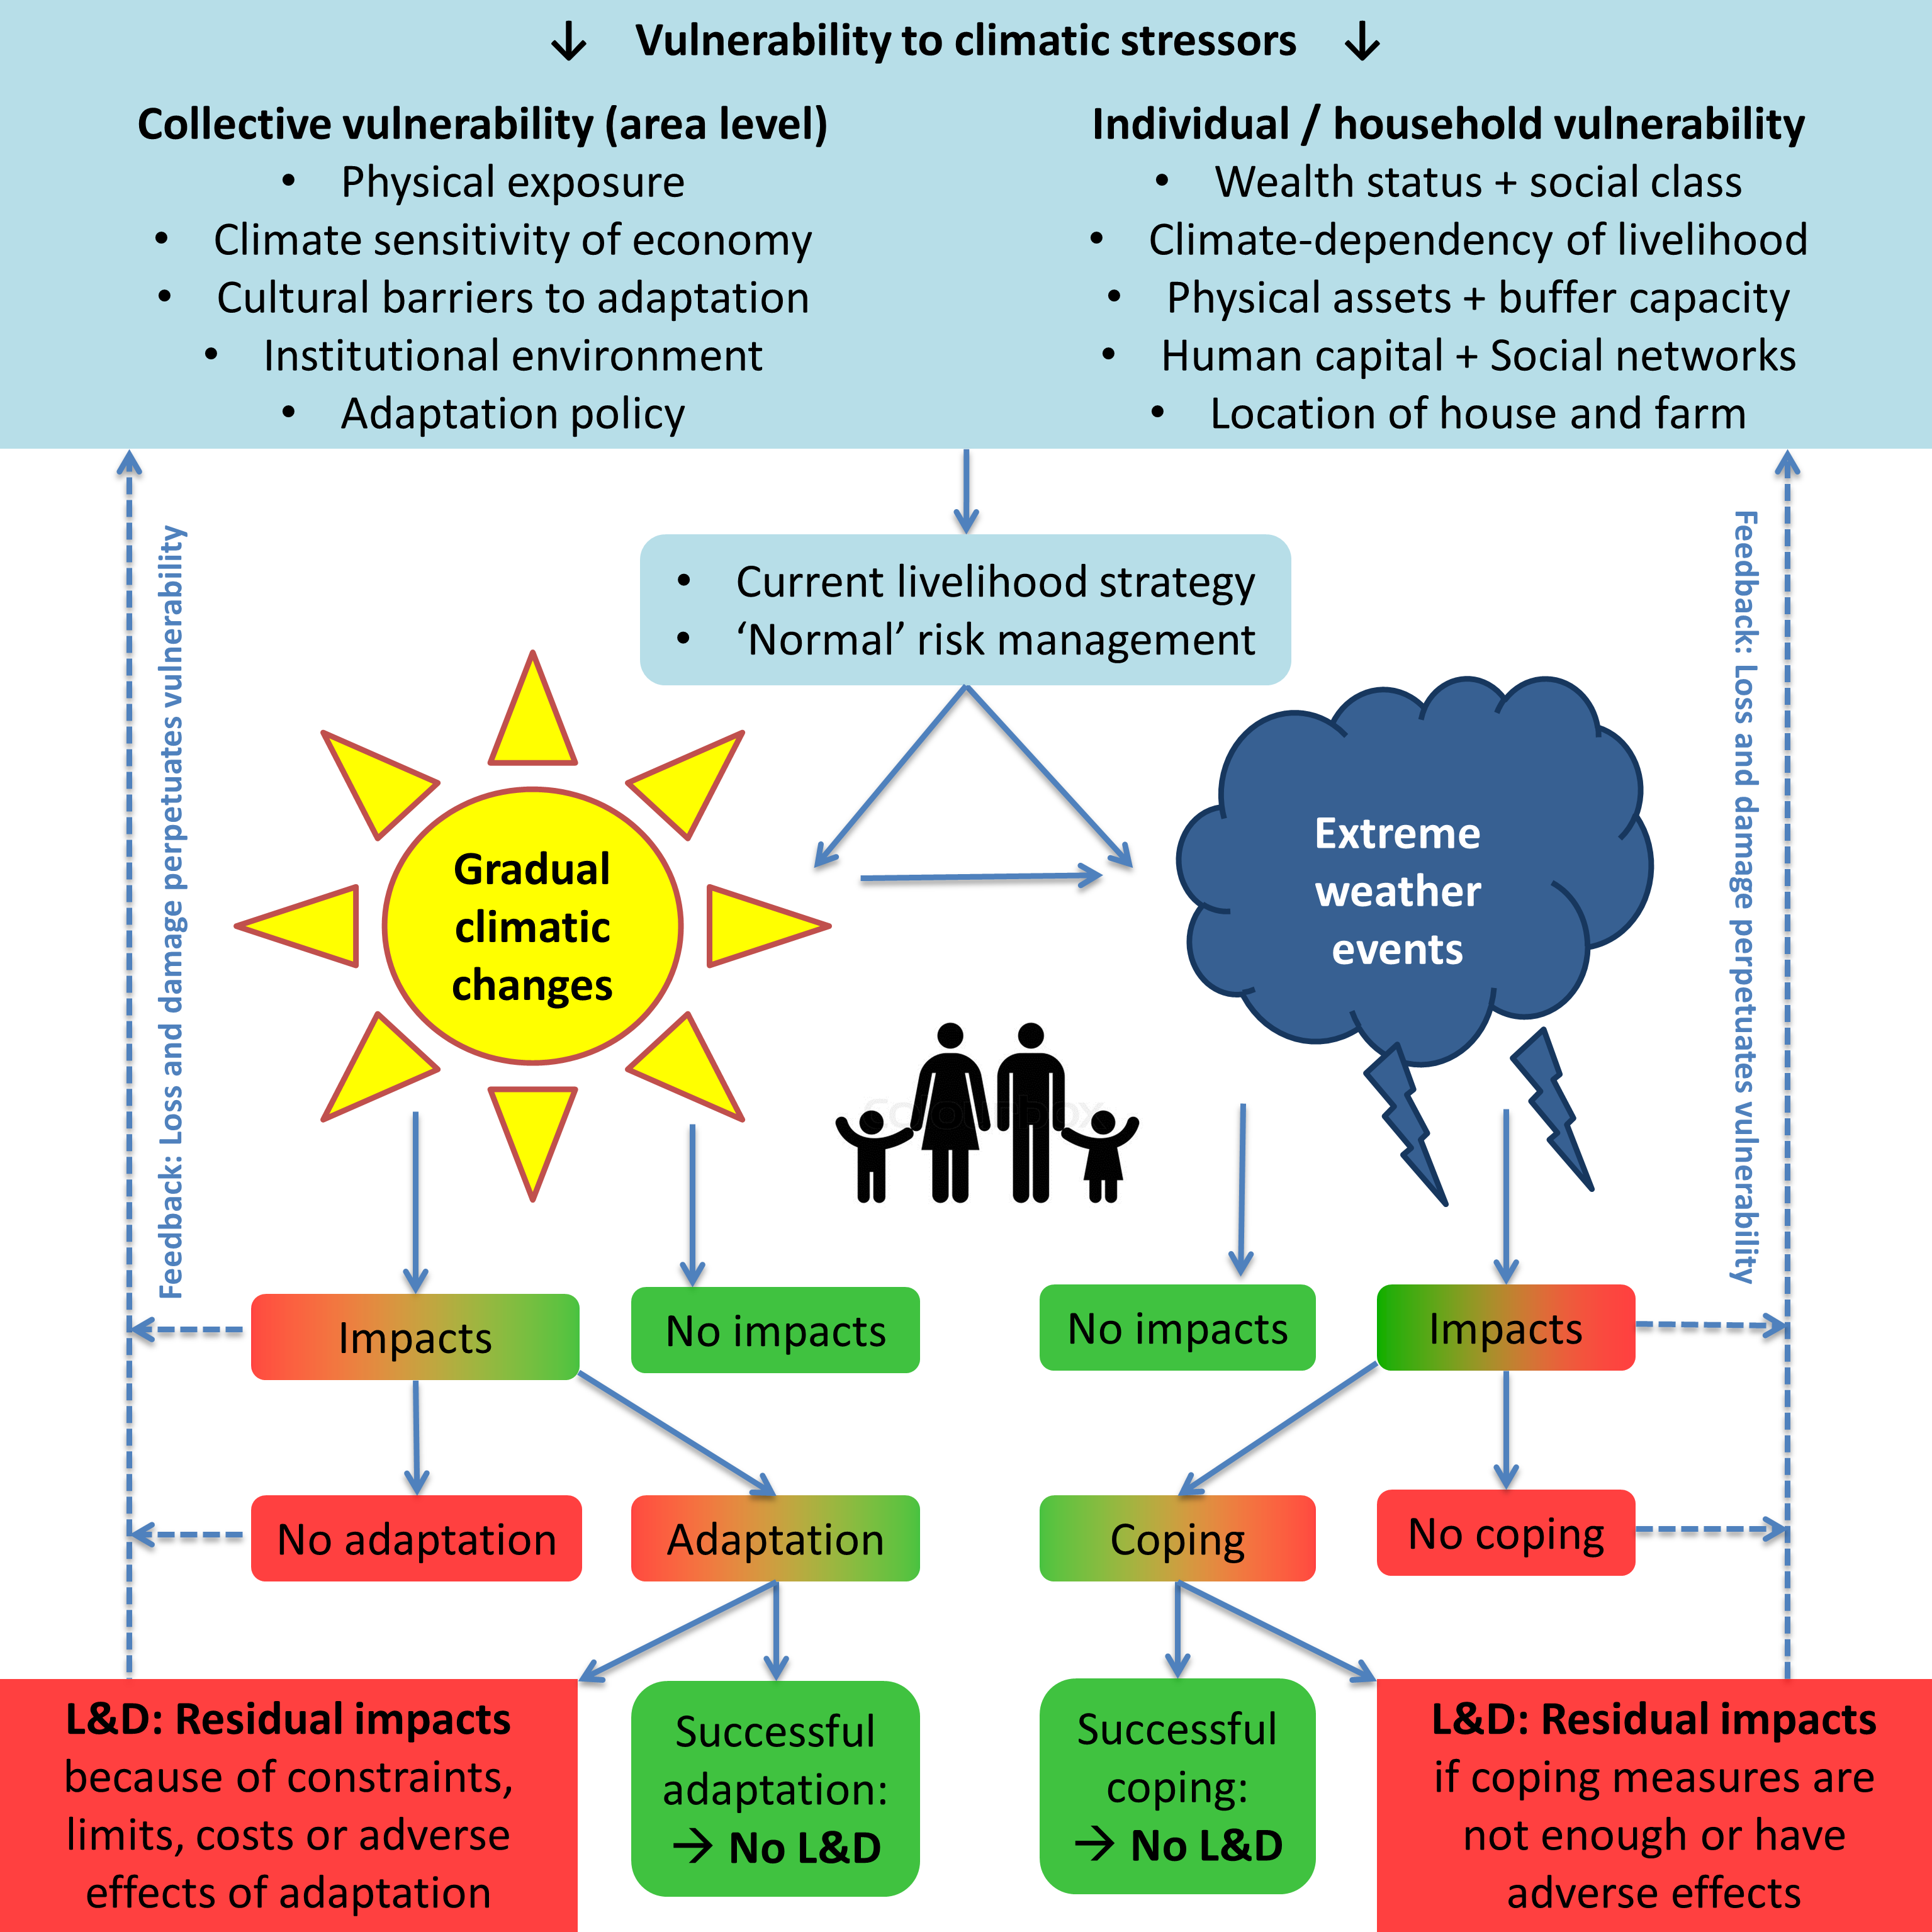 ↓ Vulnerability to climatic stressors ↓
Collective vulnerability (area level)
• Physical exposure
• Climate sensitivity of economy
• Cultural barriers to adaptation
• Institutional environment
• Adaptation policy
Individual / household vulnerability
• Wealth status + social class
• Climate-dependency of livelihood
• Physical assets + buffer capacity
• Human capital + Social networks
• Location of house and farm
• Current livelihood strategy
• ‘Normal’ risk management
Feedback: Loss and damage perpetuates vulnerability
Feedback: Loss and damage perpetuates vulnerability
Gradual
climatic
changes
Extreme
weather
events
Impacts
No impacts
No impacts
Impacts
No adaptation
Adaptation
Coping
No coping
L&D: Residual impacts
because of constraints,
limits, costs or adverse
effects of adaptation
Successful
adaptation:
→ No L&D
Successful
coping:
→ No L&D
L&D: Residual impacts
if coping measures are
not enough or have
adverse effects